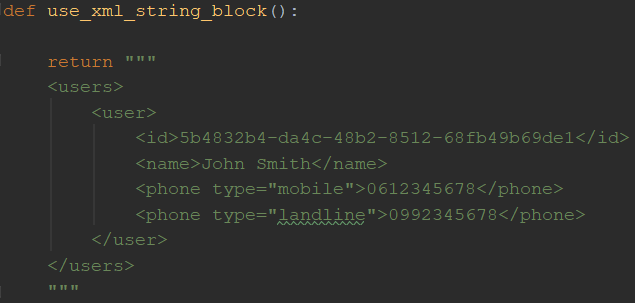 def use_xml_string_block():
return """
<users>
<user>
<id>5b4832b4-da4c-48b2-8512-68fb49b69de1</id>
<name>John Smith</name>
<phone type="mobile">0612345678</phone>
<phone type="landline">0992345678</phone>
</user>
</users>
"""